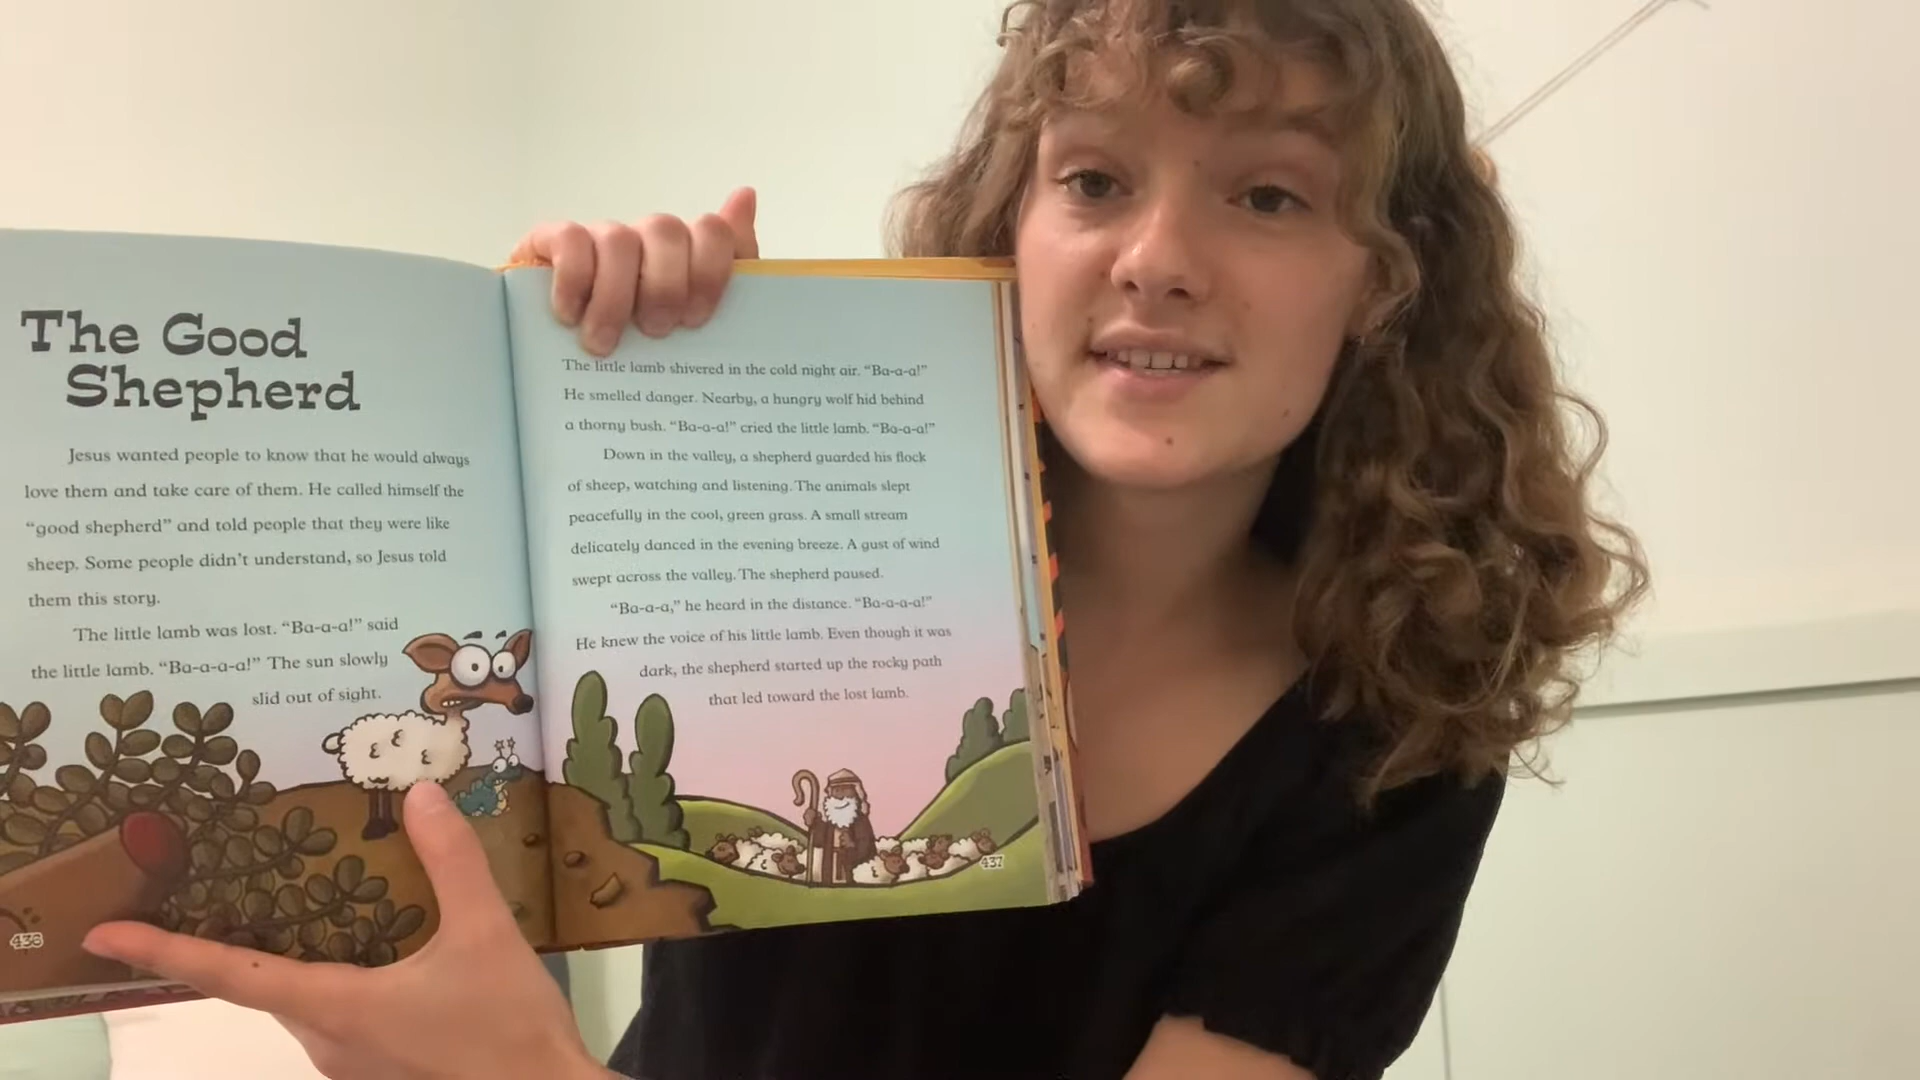 The Good
Shepherd
Jesus wanted people to know that he would always
love them and take care of them. He called himself the
“good shepherd” and told people that they were like
sheep. Some people didn’t understand, so Jesus told
them this story.
The little lamb was lost. “Ba-a-a!” said
the little lamb. “Ba-a-a-a!” The sun slowly
slid out of sight.
436
The little lamb shivered in the cold night air. “Ba-a-a!”
He smelled danger. Nearby, a hungry wolf hid behind
a thorny bush. “Ba-a-a!” cried the little lamb. “Ba-a-a!”
Down in the valley, a shepherd guarded his flock
of sheep, watching and listening. The animals slept
peacefully in the cool, green grass. A small stream
delicately danced in the evening breeze. A gust of wind
swept across the valley. The shepherd paused.
“Ba-a-a,” he heard in the distance. “Ba-a-a-a!”
He knew the voice of his little lamb. Even though it was
dark, the shepherd started up the rocky path
that led toward the lost lamb.
437